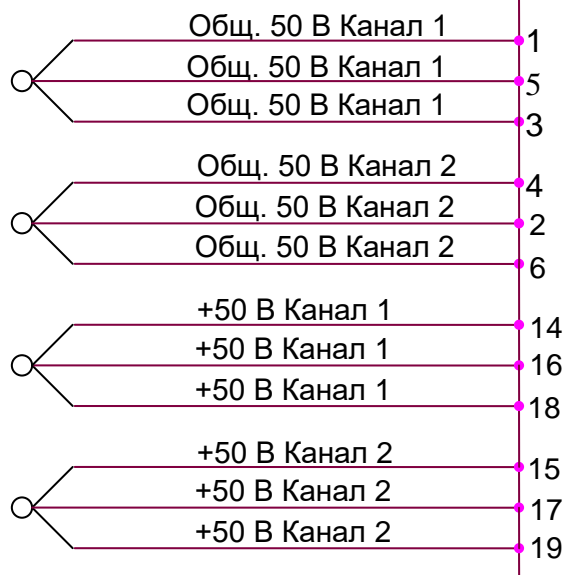 Общ. 50 В Канал 1 1
Общ. 50 В Канал 1 5
Общ. 50 В Канал 1 3
Общ. 50 В Канал 2 4
Общ. 50 В Канал 2 2
Общ. 50 В Канал 2 6
+50 В Канал 1 14
+50 В Канал 1 16
+50 В Канал 1 18
+50 В Канал 2 15
+50 В Канал 2 17
+50 В Канал 2 19